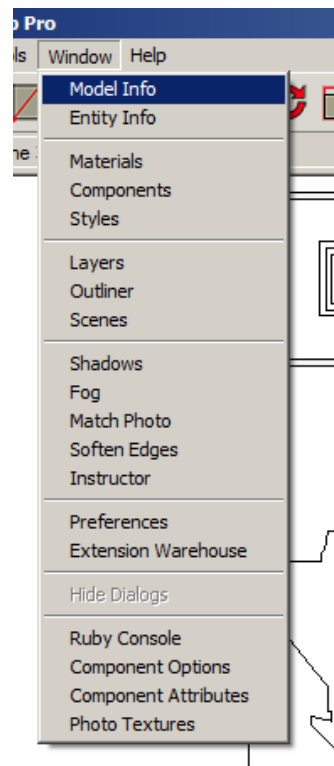 p Pro
ls Window Help
Model Info
Entity Info
ne
Materials
Components
Styles
Layers
Outliner
Scenes
Shadows
Fog
Match Photo
Soften Edges
Instructor
Preferences
Extension Warehouse
Hide Dialogs
Ruby Console
Component Options
Component Attributes
Photo Textures